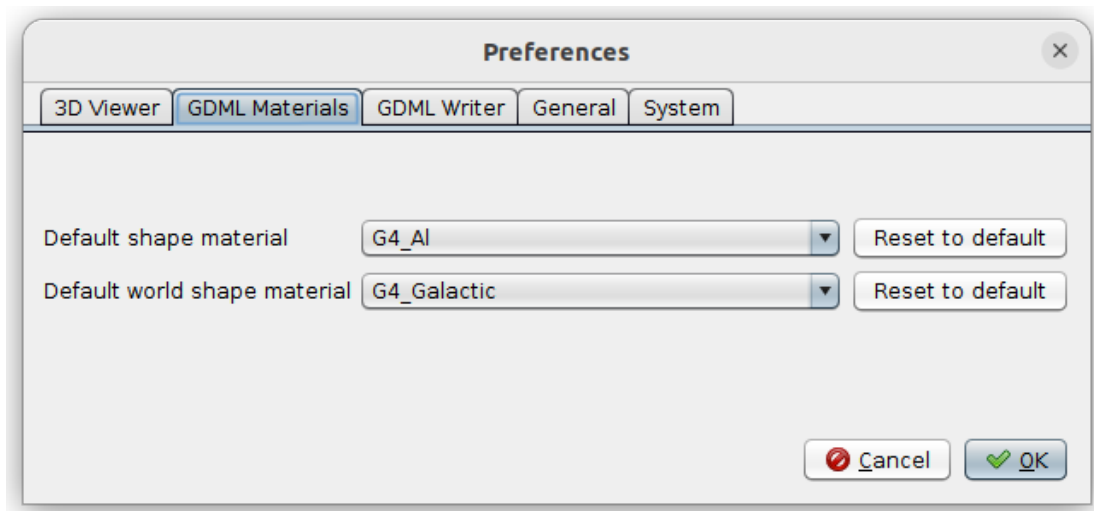 Preferences
3D Viewer GDML Materials GDML Writer General System
Default shape material G4_Al Reset to default
Default world shape material G4_Galactic Reset to default
Cancel OK